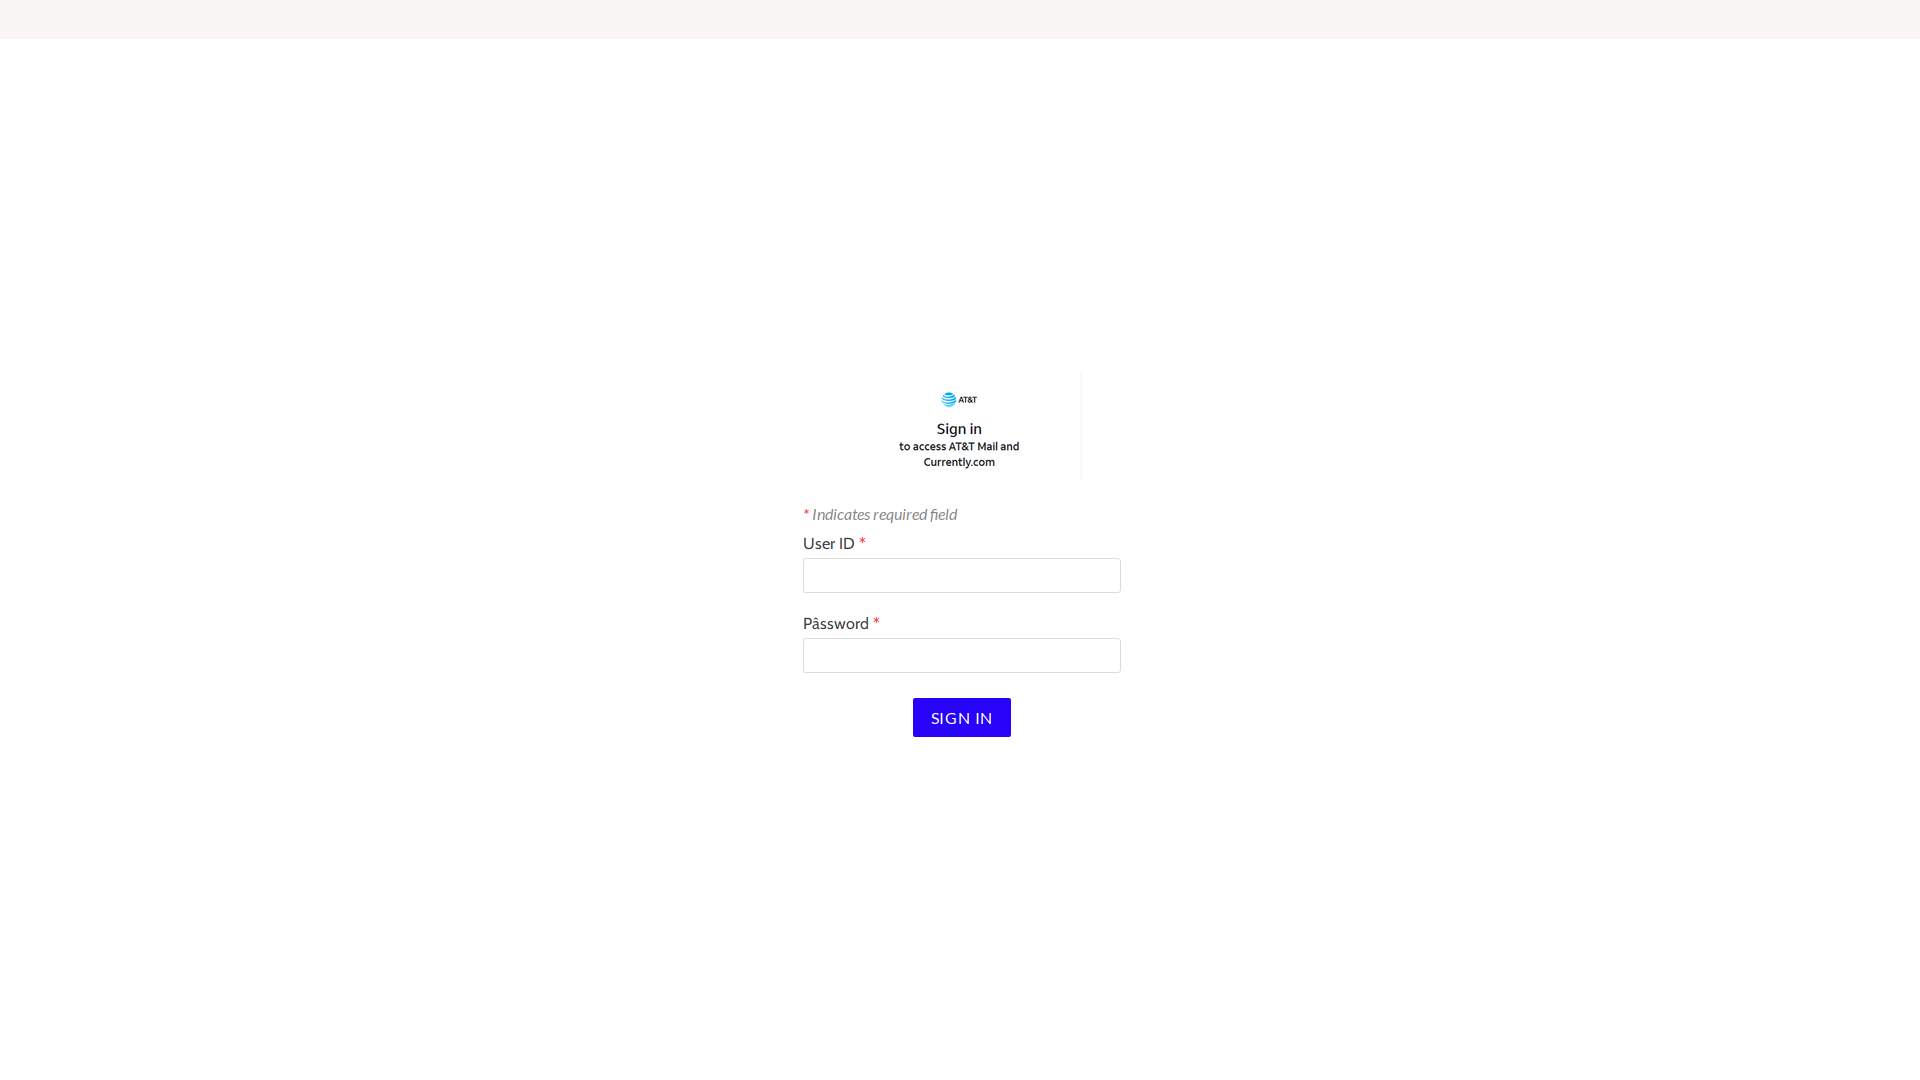 AT&T
Sign in
to access AT&T Mail and
Currently.com
* Indicates required field
User ID *
Pâssword *
SIGN IN